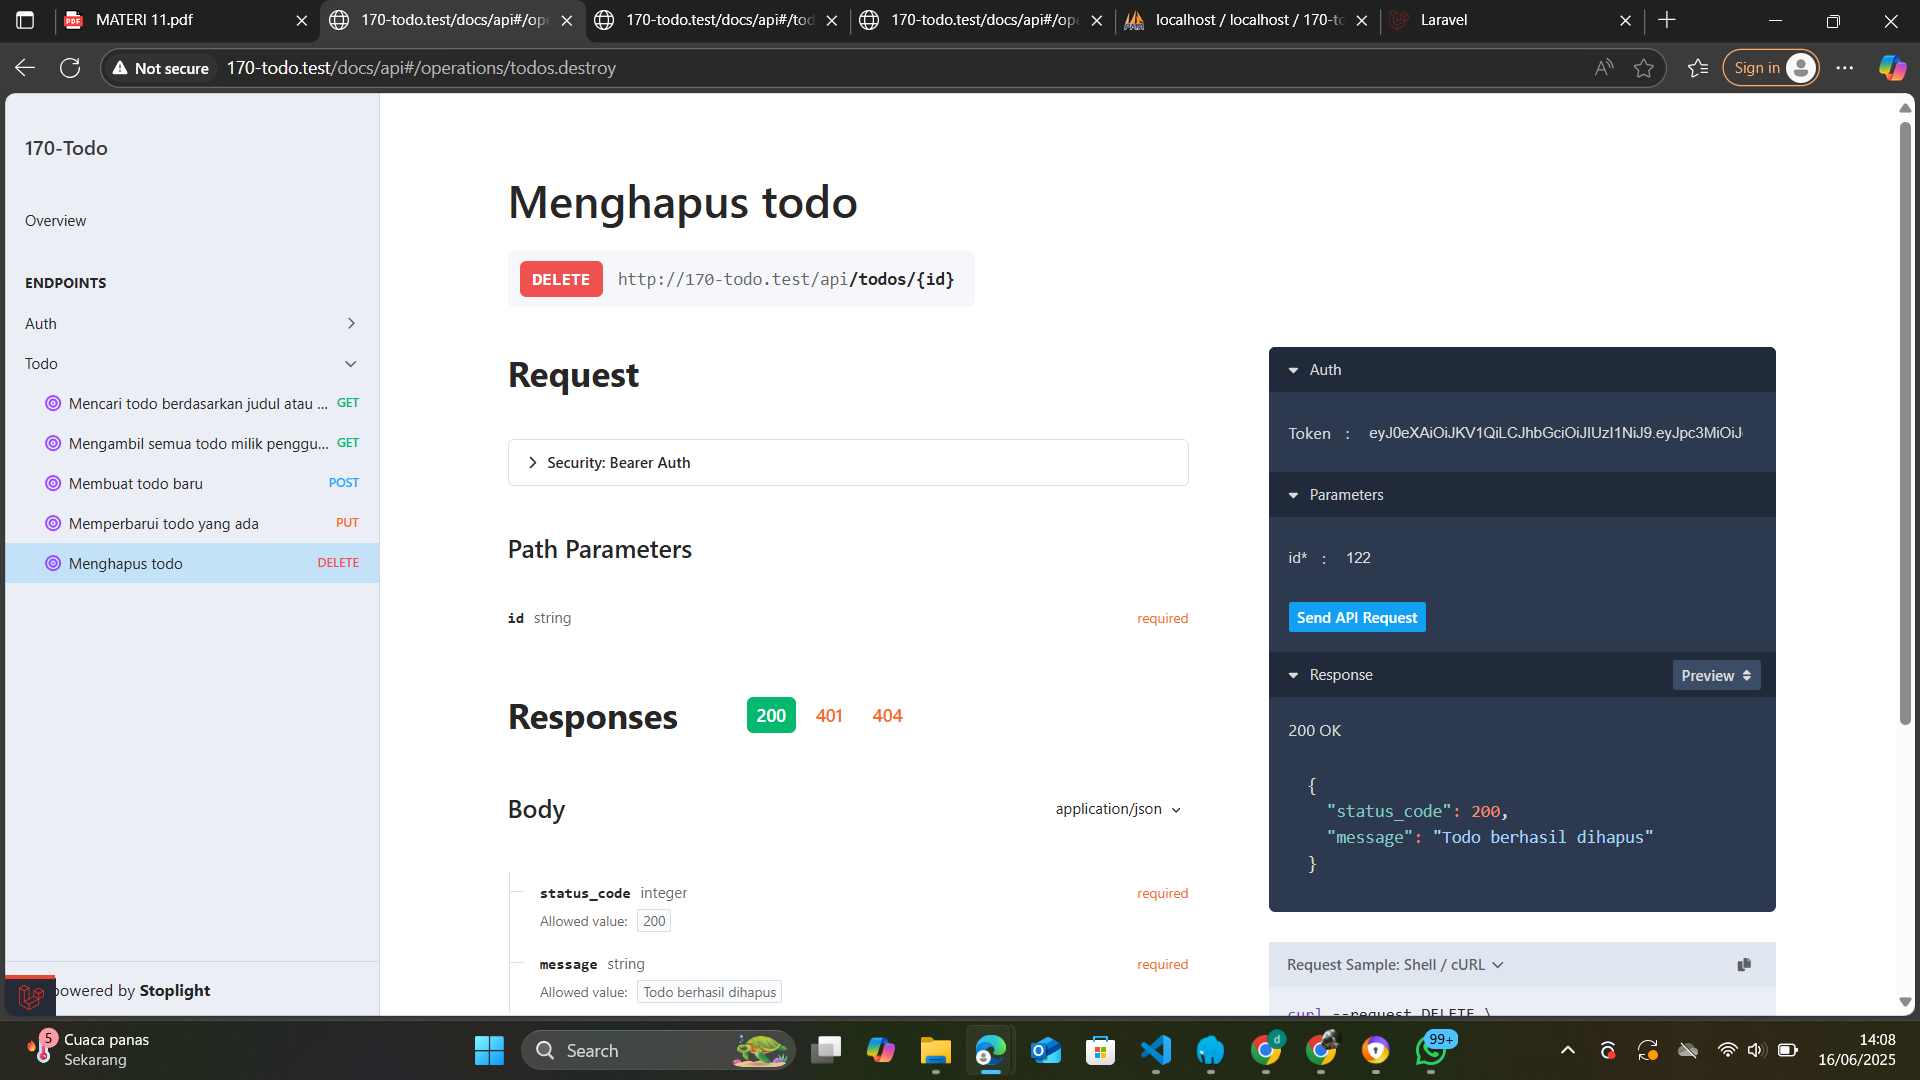 MATERI 11.pdf
170-todo.test/docs/api#/ope
170-todo.test/docs/api#/tod
170-todo.test/docs/api#/ope
localhost / localhost / 170-to
Laravel
Not secure
170-todo.test/docs/api#/operations/todos.destroy
Sign in
170-Todo
Overview
ENDPOINTS
Auth
Todo
Mencari todo berdasarkan judul atau ... GET
Mengambil semua todo milik penggu... GET
Membuat todo baru POST
Memperbarui todo yang ada PUT
Menghapus todo DELETE
powered by Stoplight
Menghapus todo
DELETE http://170-todo.test/api/todos/{id}
Request
Security: Bearer Auth
Path Parameters
id string required
Responses 200 401 404
Body application/json
status_code integer required
Allowed value: 200
message string required
Allowed value: Todo berhasil dihapus
Auth
Token : eyJ0eXAiOiJKV1QiLCJhbGciOiJIUzI1NiJ9.eyJpc3MiOiJ
Parameters
id* : 122
Send API Request
Response Preview
200 OK
{
"status_code": 200,
"message": "Todo berhasil dihapus"
}
Request Sample: Shell / cURL
curl --request DELETE \
5
Cuaca panas
Sekarang
Search
99+
14:08
16/06/2025